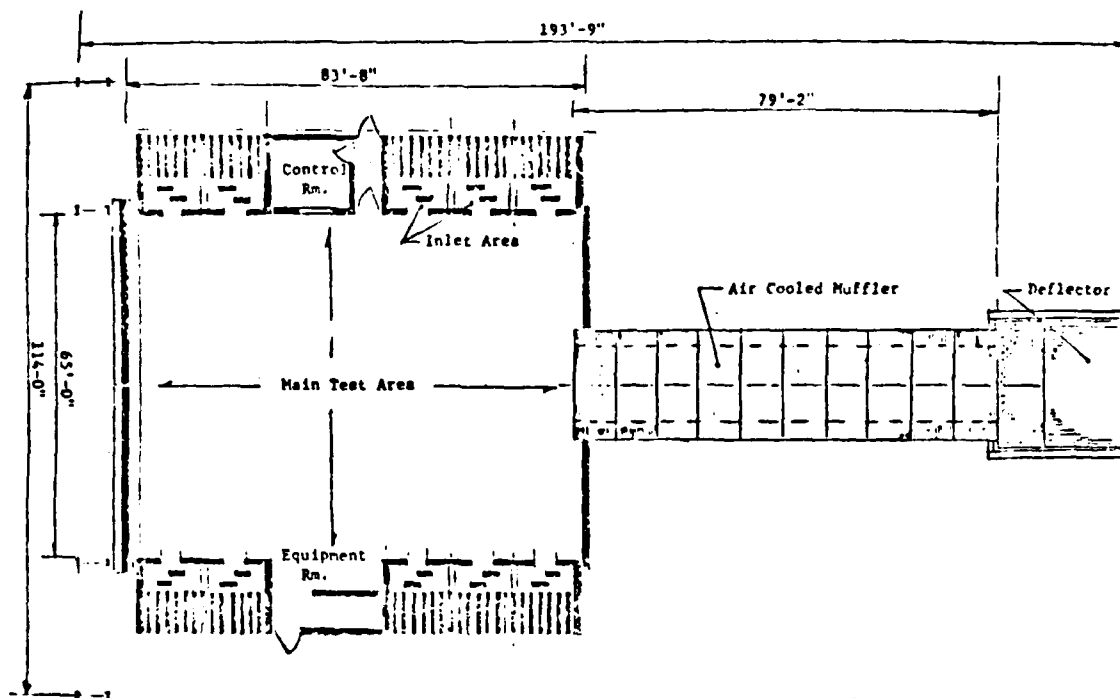 193'-9"
83'-8"
79'-2"
Control
Rm.
Inlet Area
Air Cooled Muffler
Deflector
114'-0"
65'-0"
Main Test Area
Equipment
Rm.